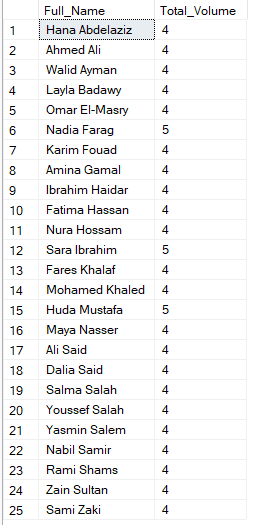 Full_Name Total_Volume
1 Hana Abdelaziz 4
2 Ahmed Ali 4
3 Walid Ayman 4
4 Layla Badawy 4
5 Omar El-Masry 4
6 Nadia Farag 5
7 Karim Fouad 4
8 Amina Gamal 4
9 Ibrahim Haidar 4
10 Fatima Hassan 4
11 Nura Hossam 4
12 Sara Ibrahim 5
13 Fares Khalaf 4
14 Mohamed Khaled 4
15 Huda Mustafa 5
16 Maya Nasser 4
17 Ali Said 4
18 Dalia Said 4
19 Salma Salah 4
20 Youssef Salah 4
21 Yasmin Salem 4
22 Nabil Samir 4
23 Rami Shams 4
24 Zain Sultan 4
25 Sami Zaki 4